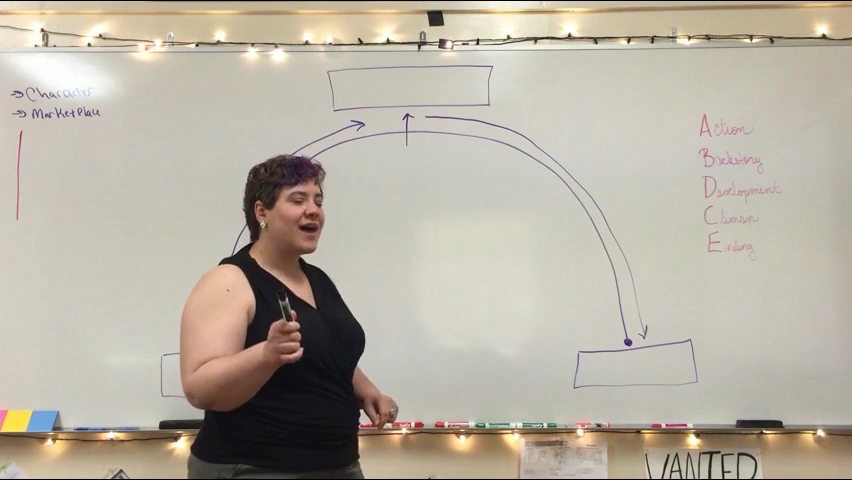 → Character
→ Marketplace
Action
Backstory
Development
Climax
Ending
WANTED